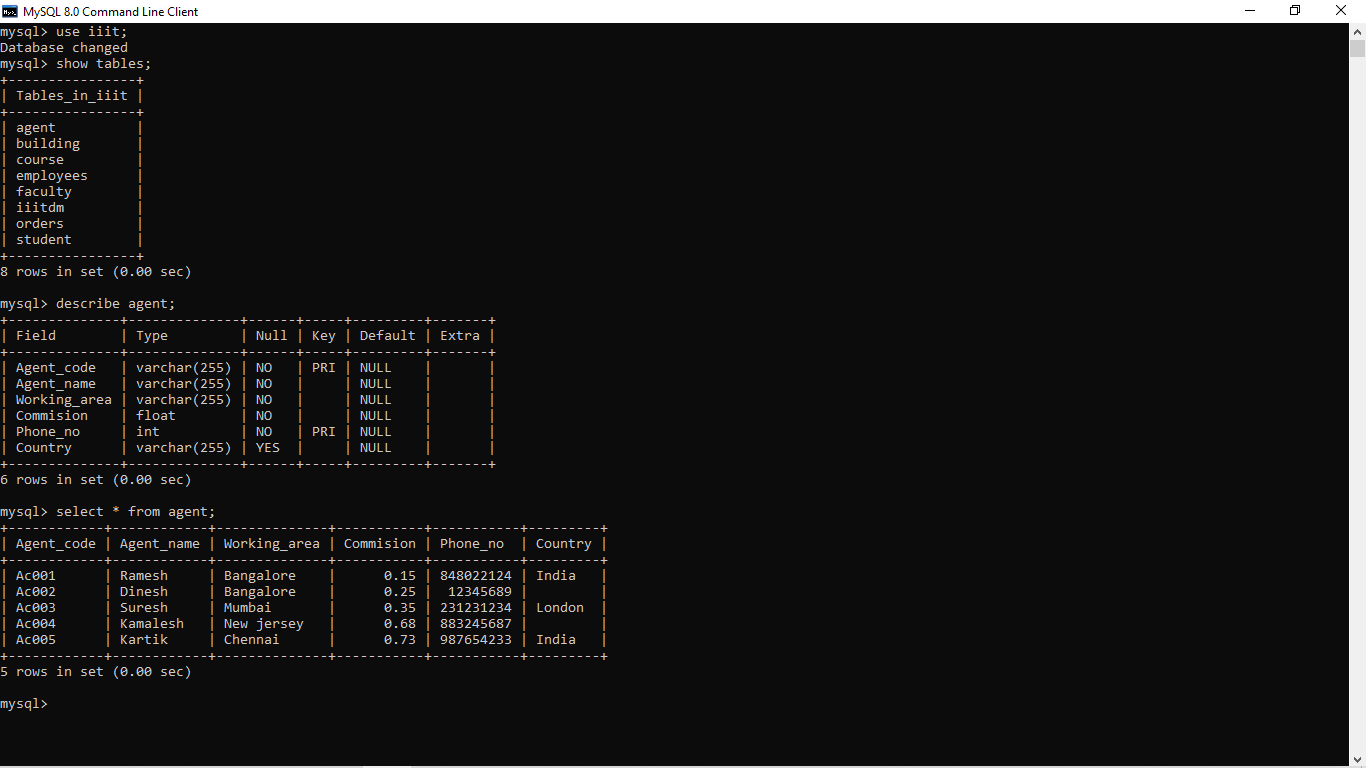 MySQL 8.0 Command Line Client
mysql> use iiit;
Database changed
mysql> show tables;
+----------------+
| Tables_in_iiit |
+----------------+
| agent          |
| building       |
| course         |
| employees      |
| faculty        |
| iiitdm         |
| orders         |
| student        |
+----------------+
8 rows in set (0.00 sec)

mysql> describe agent;
+--------------+--------------+------+-----+---------+-------+
| Field        | Type         | Null | Key | Default | Extra |
+--------------+--------------+------+-----+---------+-------+
| Agent_code   | varchar(255) | NO   | PRI | NULL    |       |
| Agent_name   | varchar(255) | NO   |     | NULL    |       |
| Working_area | varchar(255) | NO   |     | NULL    |       |
| Commision    | float        | NO   |     | NULL    |       |
| Phone_no     | int          | NO   | PRI | NULL    |       |
| Country      | varchar(255) | YES  |     | NULL    |       |
+--------------+--------------+------+-----+---------+-------+
6 rows in set (0.00 sec)

mysql> select * from agent;
+------------+------------+--------------+-----------+-----------+---------+
| Agent_code | Agent_name | Working_area | Commision | Phone_no  | Country |
+------------+------------+--------------+-----------+-----------+---------+
| Ac001      | Ramesh     | Bangalore    |      0.15 | 848022124 | India   |
| Ac002      | Dinesh     | Bangalore    |      0.25 |  12345689 |         |
| Ac003      | Suresh     | Mumbai       |      0.35 | 231231234 | London  |
| Ac004      | Kamalesh   | New jersey   |      0.68 | 883245687 |         |
| Ac005      | Kartik     | Chennai      |      0.73 | 987654233 | India   |
+------------+------------+--------------+-----------+-----------+---------+
5 rows in set (0.00 sec)

mysql>